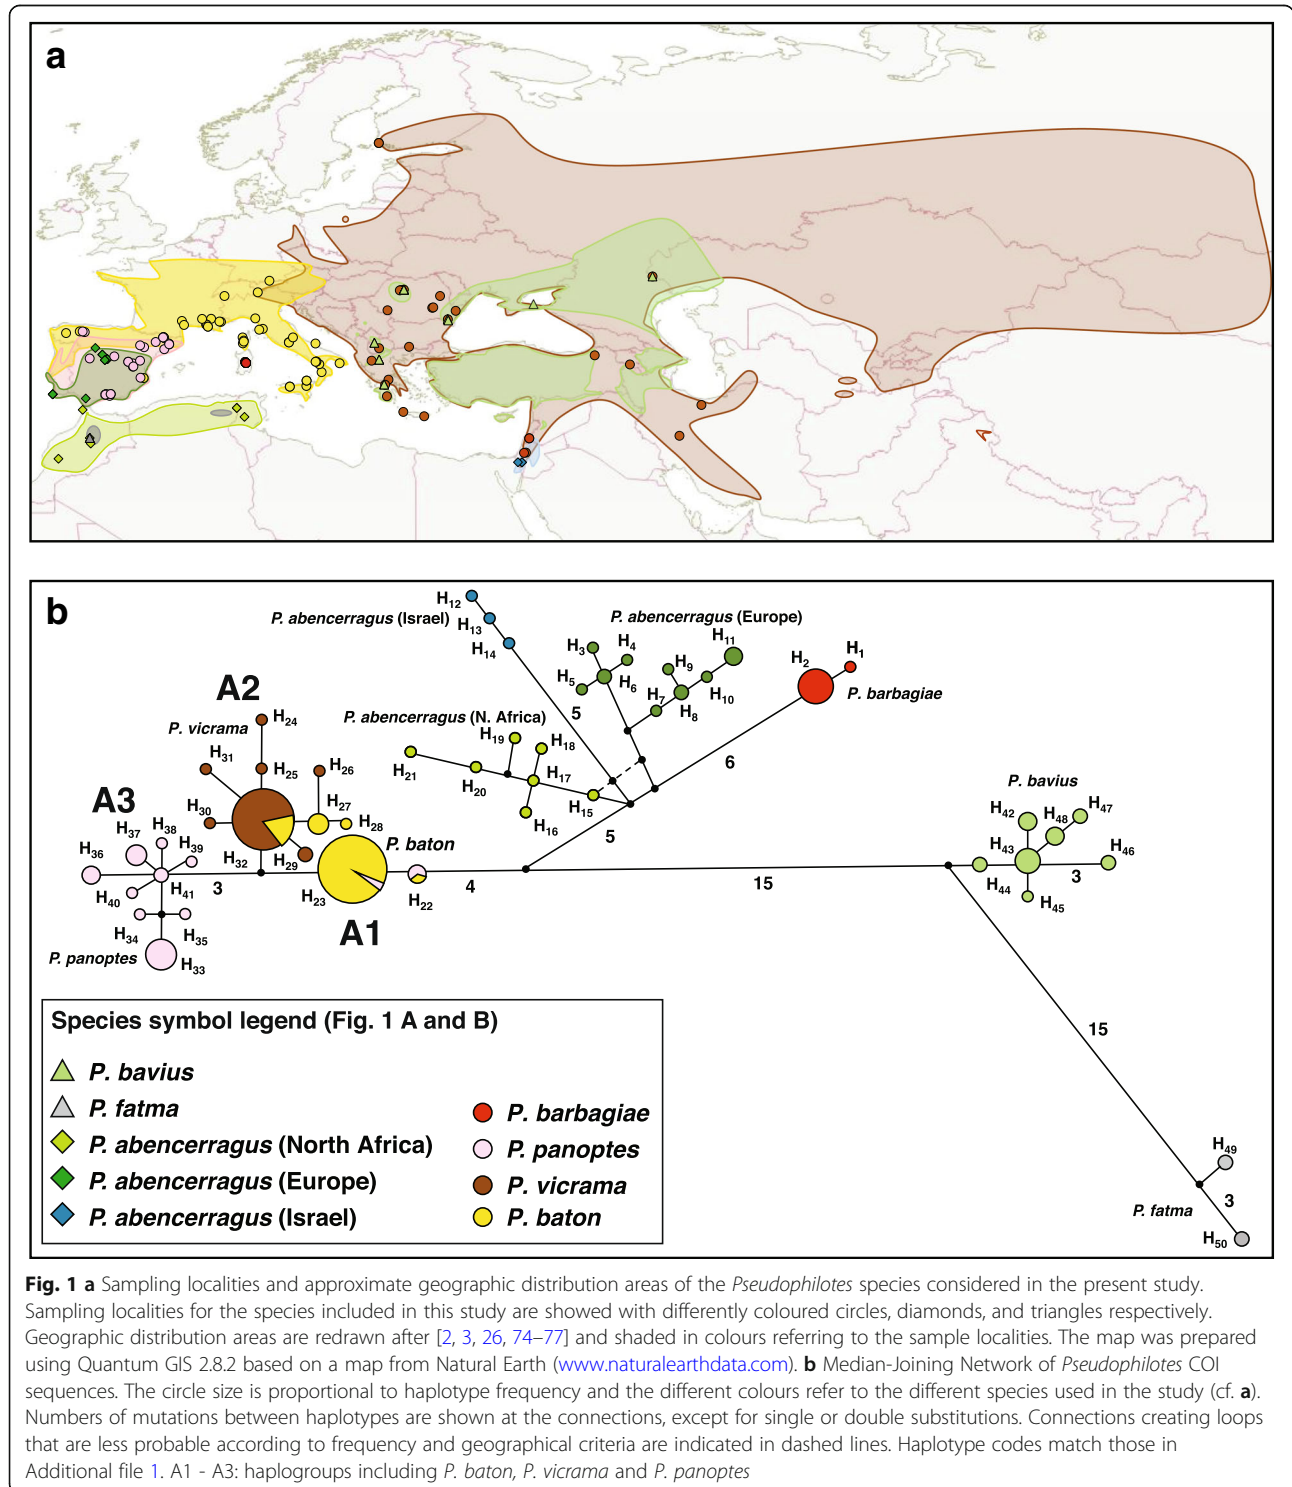 a
b
H12
P. abencerragus (Israel)
H13
H14
P. abencerragus (Europe)
H3
H4
H11
H5
H6
H9
H10
H7
H8
5
H2
H1
P. barbagiae
6
A2
P. vicrama
H24
H31
H25
H26
H30
H27
H28
H32
H29
P. abencerragus (N. Africa)
H19
H18
H21
H20
H17
H15
H16
5
A3
H37
H38
H36
H39
H40
H41
3
H34
H35
P. panoptes
H33
P. baton
H23
A1
H22
4
15
P. bavius
H42
H48
H47
H43
H46
H44
3
H45
15
H49
3
P. fatma
H50
Species symbol legend (Fig. 1 A and B)
P. bavius
P. fatma
P. abencerragus (North Africa)
P. abencerragus (Europe)
P. abencerragus (Israel)
P. barbagiae
P. panoptes
P. vicrama
P. baton
Fig. 1 a Sampling localities and approximate geographic distribution areas of the Pseudophilotes species considered in the present study.
Sampling localities for the species included in this study are showed with differently coloured circles, diamonds, and triangles respectively.
Geographic distribution areas are redrawn after [2, 3, 26, 74–77] and shaded in colours referring to the sample localities. The map was prepared
using Quantum GIS 2.8.2 based on a map from Natural Earth (www.naturalearthdata.com). b Median-Joining Network of Pseudophilotes COI
sequences. The circle size is proportional to haplotype frequency and the different colours refer to the different species used in the study (cf. a).
Numbers of mutations between haplotypes are shown at the connections, except for single or double substitutions. Connections creating loops
that are less probable according to frequency and geographical criteria are indicated in dashed lines. Haplotype codes match those in
Additional file 1. A1 - A3: haplogroups including P. baton, P. vicrama and P. panoptes